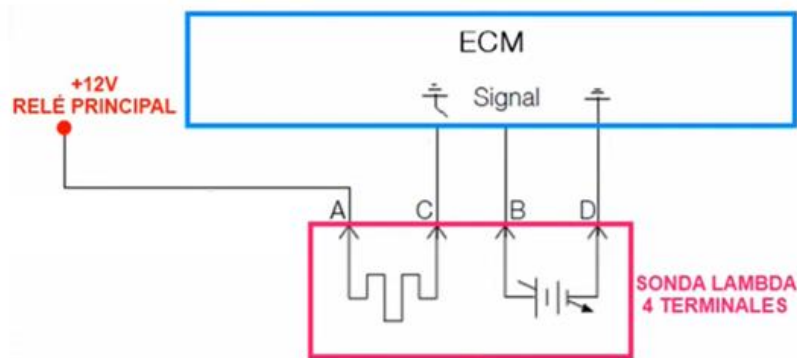 ECM
+12V
RELÉ PRINCIPAL
Signal
A C B D
SONDA LAMBDA
4 TERMINALES